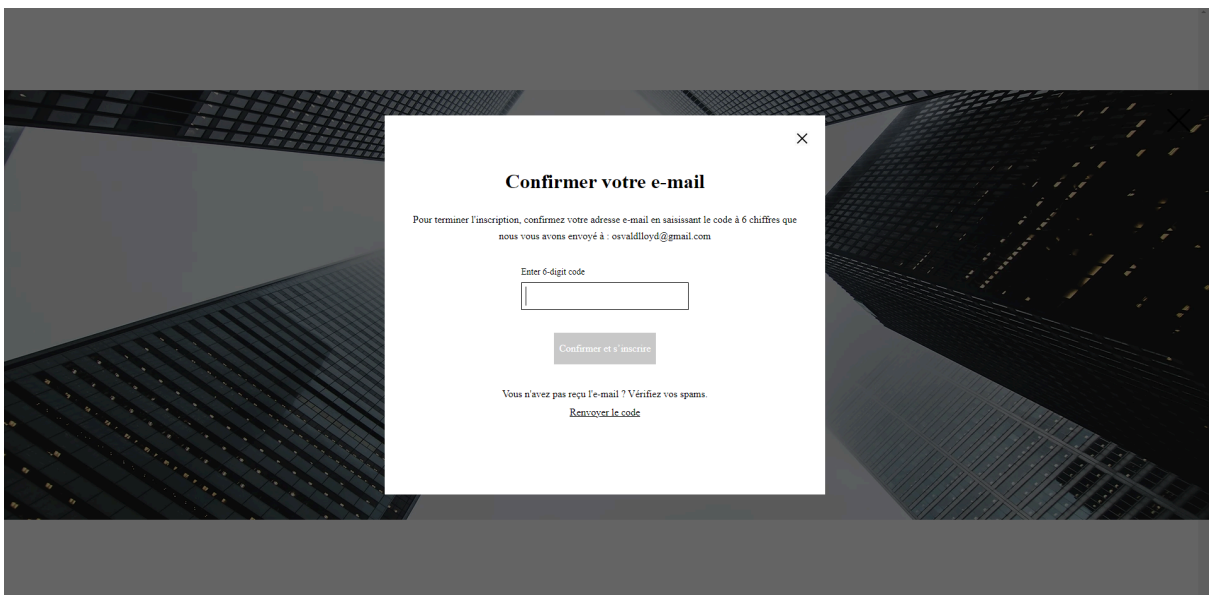 Confirmer votre e-mail
Pour terminer l'inscription, confirmez votre adresse e-mail en saisissant le code à 6 chiffres que
nous vous avons envoyé à : osvaldlloyd@gmail.com
Enter 6-digit code
Confirmer et s'inscrire
Vous n'avez pas reçu l'e-mail ? Vérifiez vos spams.
Renvoyer le code